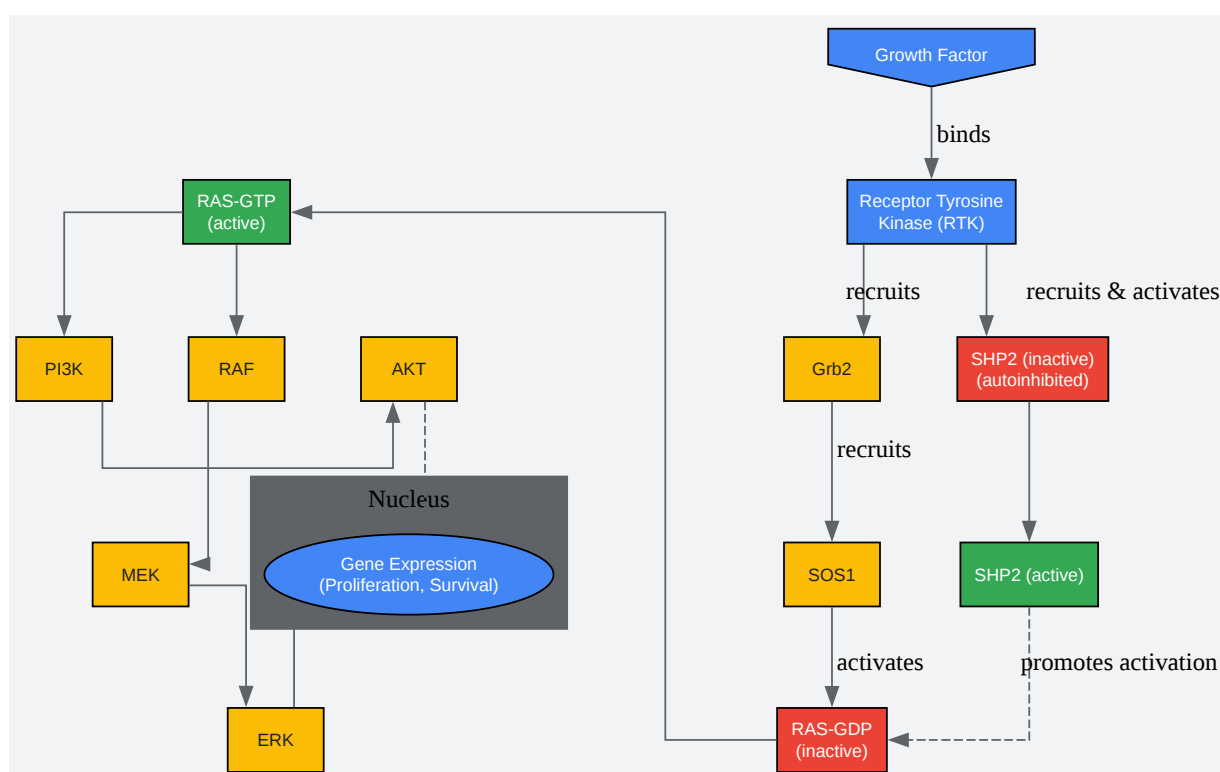 Growth Factor
binds
RAS-GTP
(active)
Receptor Tyrosine
Kinase (RTK)
recruits
recruits & activates
PI3K
RAF
AKT
Grb2
SHP2 (inactive)
(autoinhibited)
recruits
Nucleus
Gene Expression
(Proliferation, Survival)
MEK
SOS1
SHP2 (active)
activates
promotes activation
ERK
RAS-GDP
(inactive)